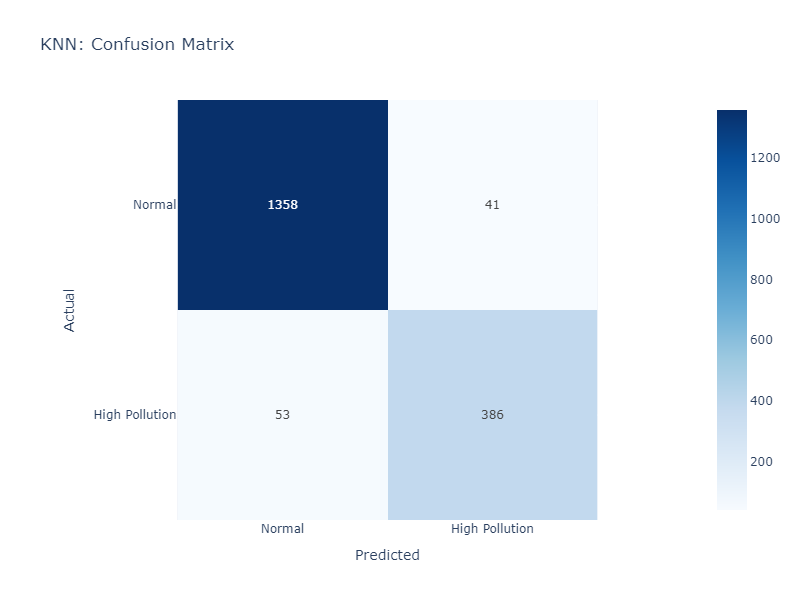 KNN: Confusion Matrix
Normal
1358
41
High Pollution
53
386
Normal
High Pollution
Predicted
Actual
1200
1000
800
600
400
200